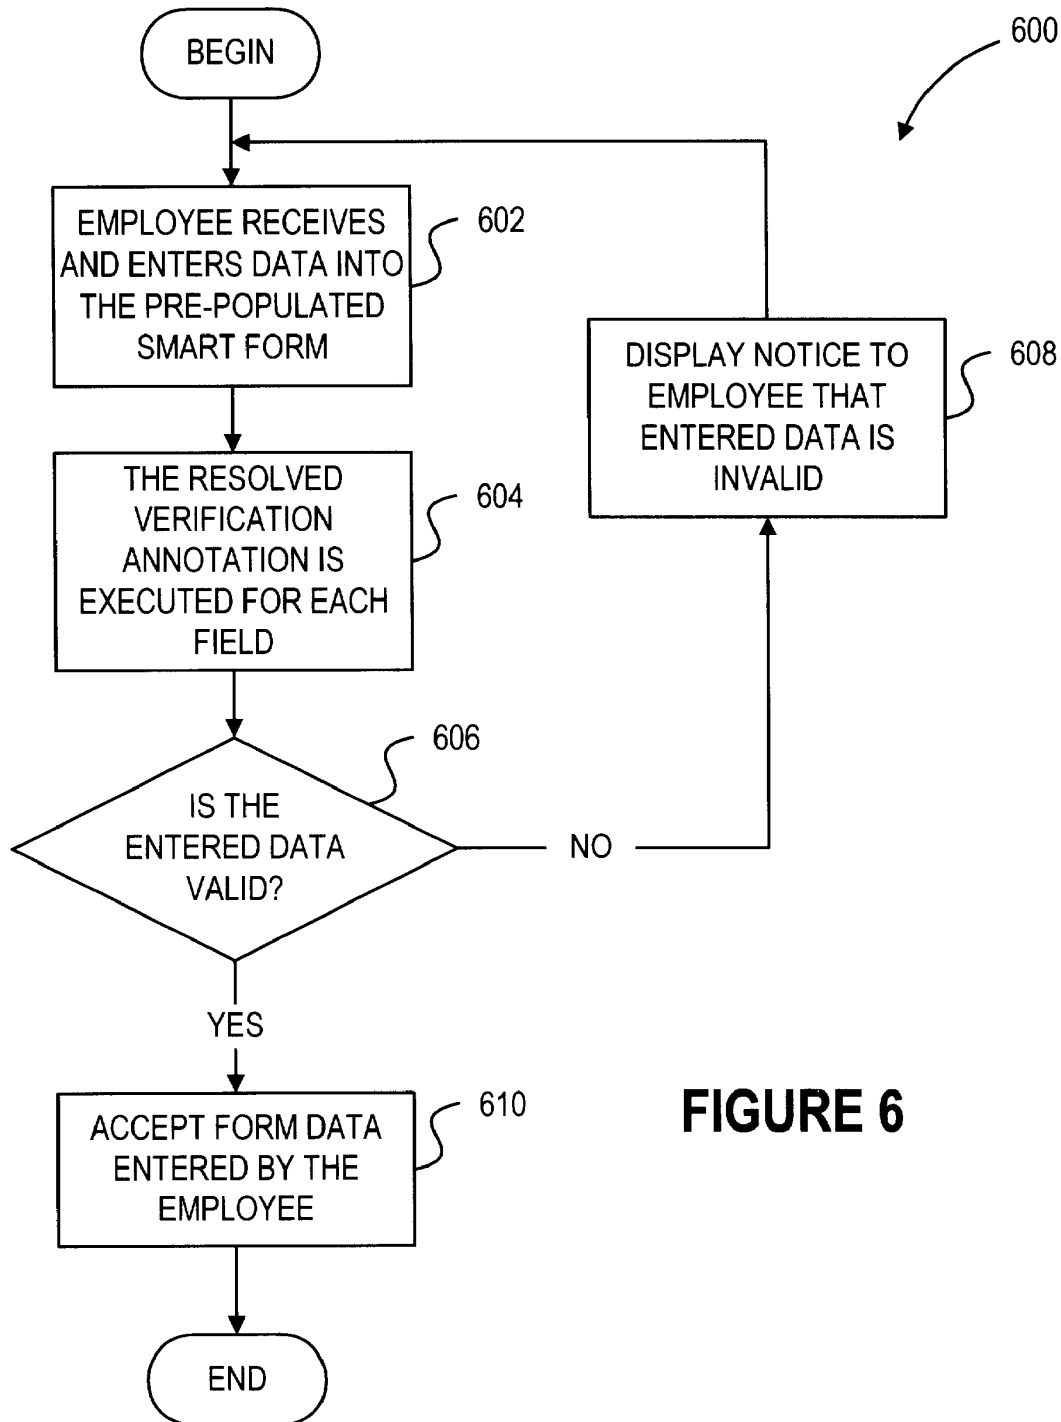 BEGIN
600
EMPLOYEE RECEIVES
AND ENTERS DATA INTO
THE PRE-POPULATED
SMART FORM
602
DISPLAY NOTICE TO
EMPLOYEE THAT
ENTERED DATA IS
INVALID
608
THE RESOLVED
VERIFICATION
ANNOTATION IS
EXECUTED FOR EACH
FIELD
604
606
IS THE
ENTERED DATA
VALID?
NO
YES
ACCEPT FORM DATA
ENTERED BY THE
EMPLOYEE
610
FIGURE 6
END